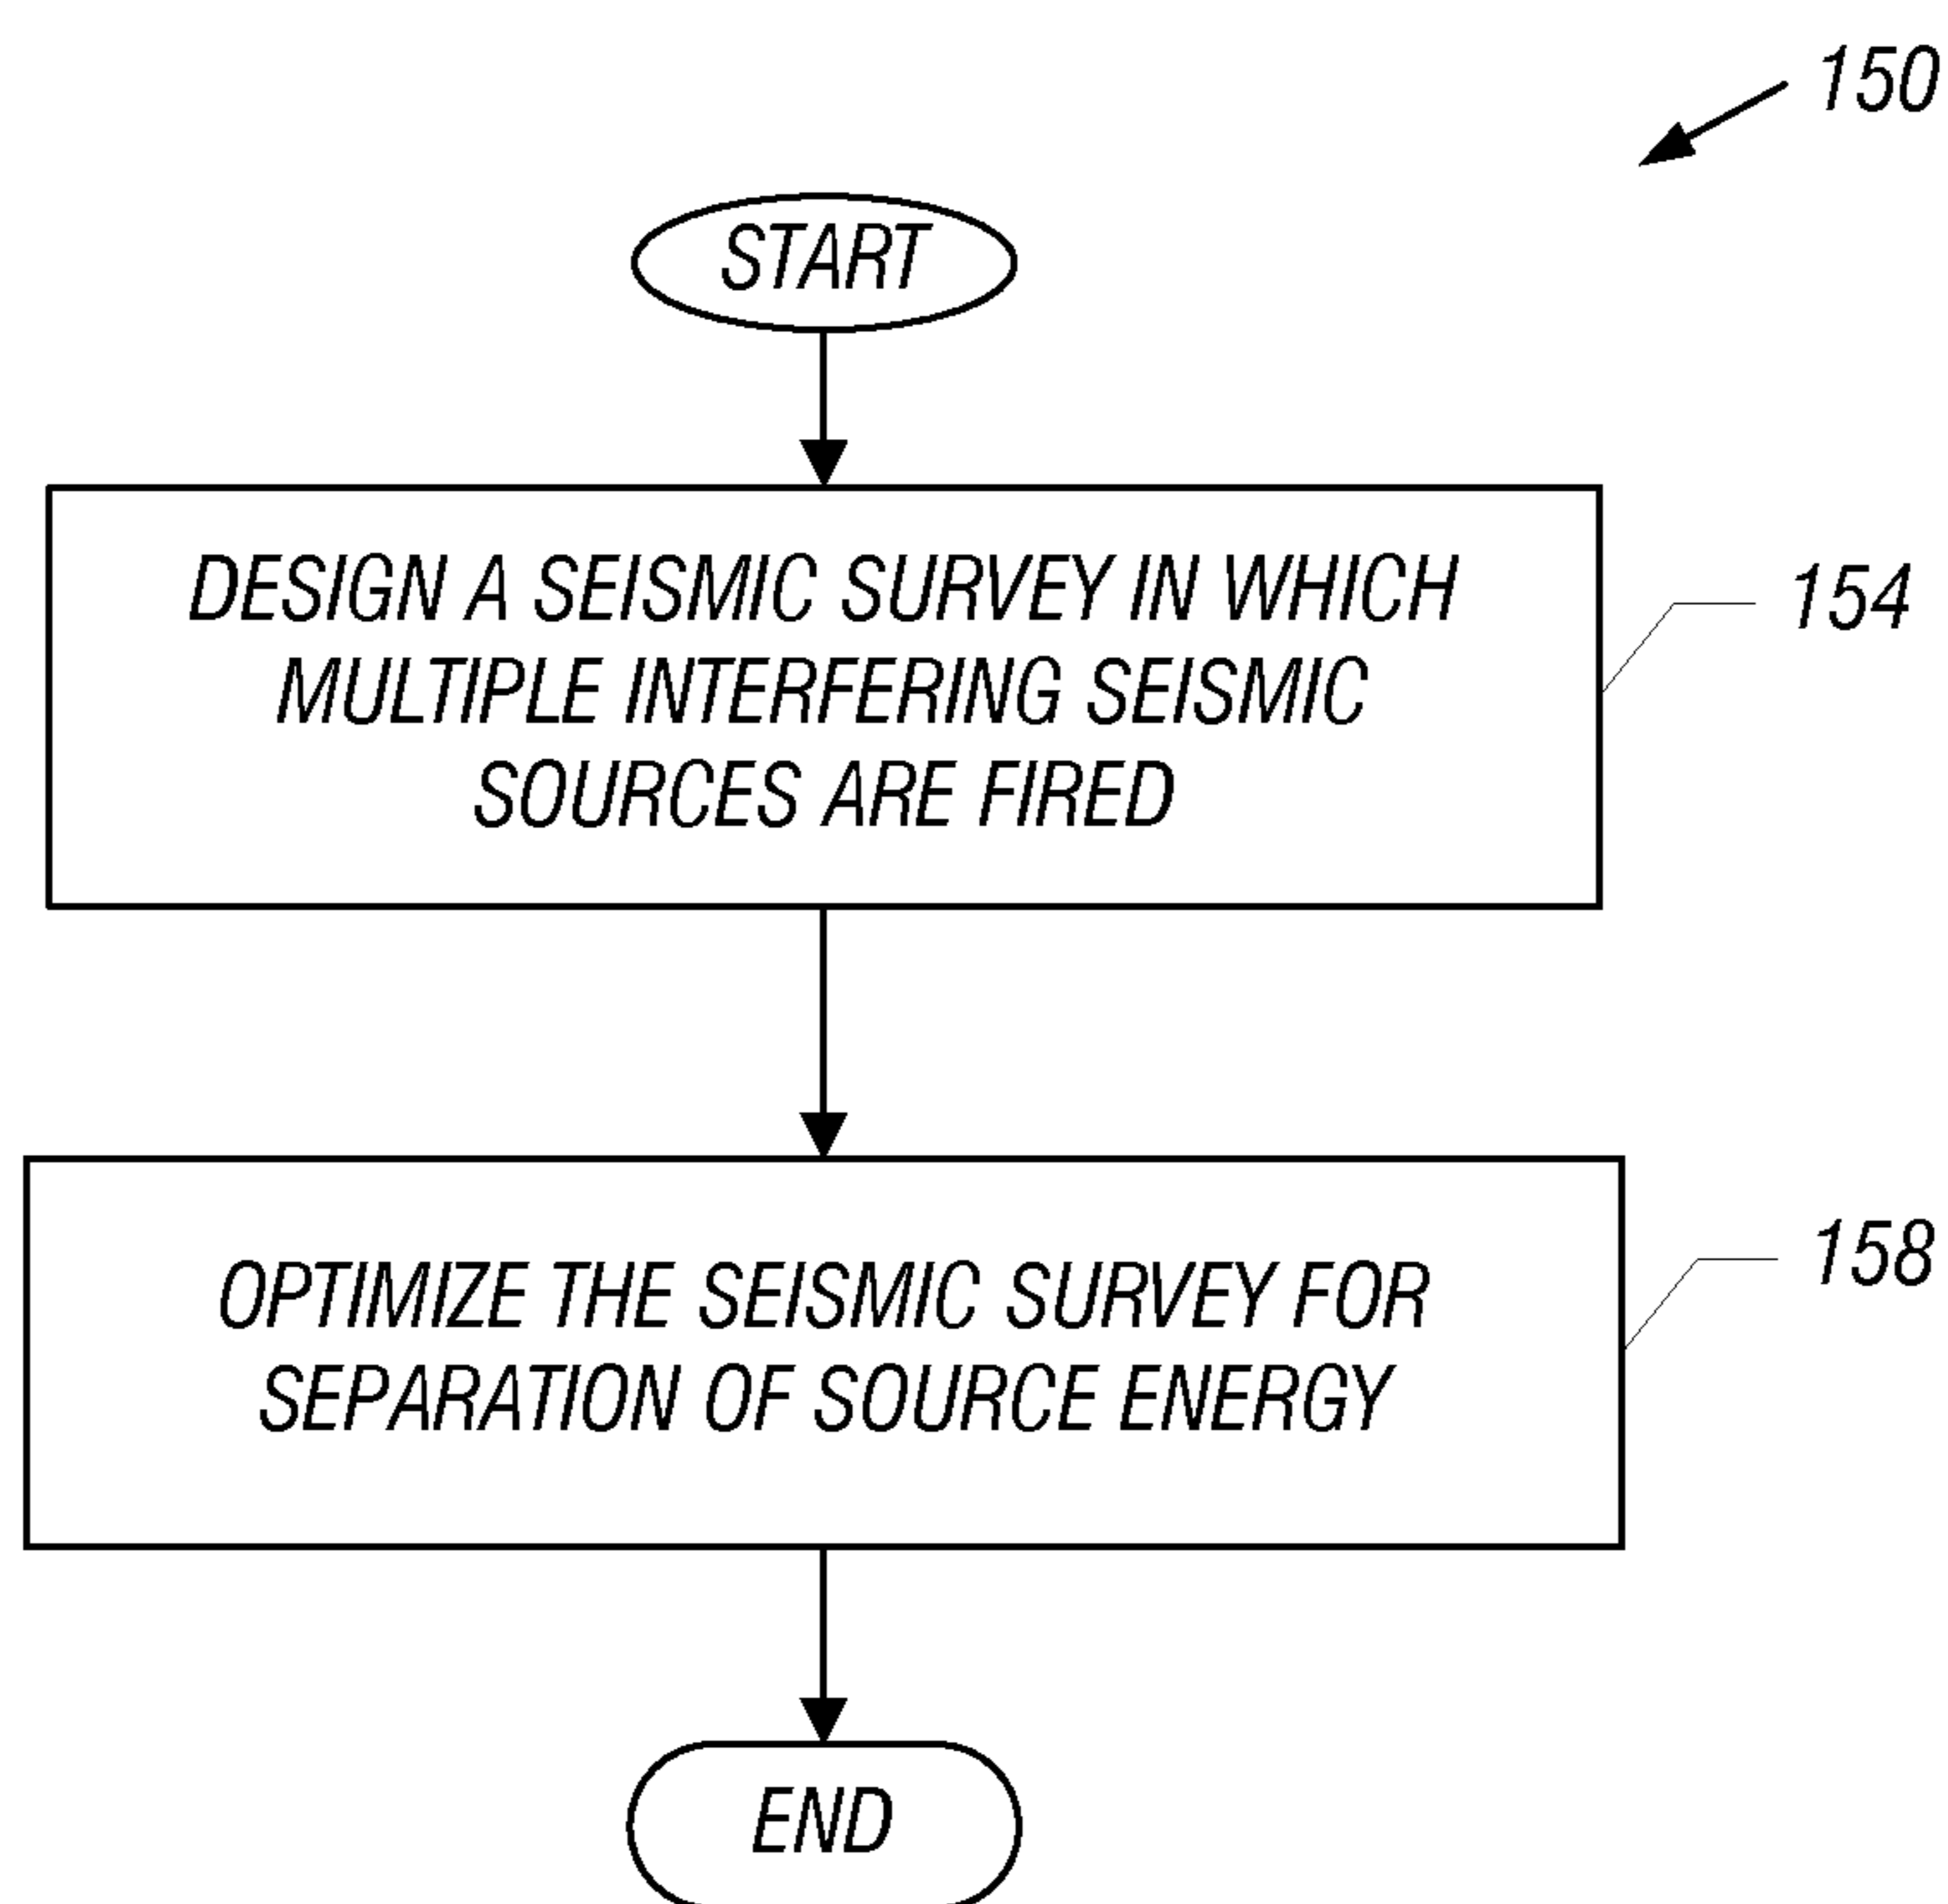 150
START
DESIGN A SEISMIC SURVEY IN WHICH
MULTIPLE INTERFERING SEISMIC
SOURCES ARE FIRED
154
OPTIMIZE THE SEISMIC SURVEY FOR
SEPARATION OF SOURCE ENERGY
158
END